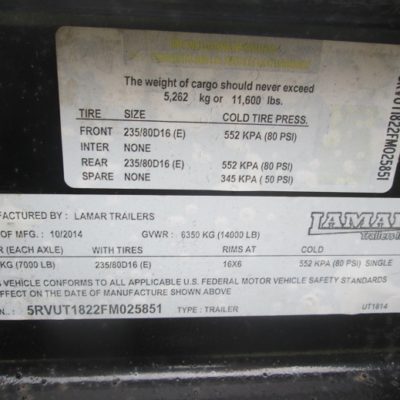 The weight of cargo should never exceed
5,262 kg or 11,600 lbs.
TIRE SIZE COLD TIRE PRESS.
FRONT 235/80D16 (E) 552 KPA (80 PSI)
INTER NONE
REAR 235/80D16 (E) 552 KPA (80 PSI)
SPARE NONE 345 KPA ( 50 PSI)
5RVUT1822FM025851
LAMAR
Trailers
BY : LAMAR TRAILERS
OF MFG. : 10/2014 GVWR : 6350 KG (14000 LB)
(EACH AXLE) WITH TIRES RIMS AT COLD
KG (7000 LB) 235/80D16 (E) 16X6 552 KPA (80 PSI) SINGLE
VEHICLE CONFORMS TO ALL APPLICABLE U.S. FEDERAL MOTOR VEHICLE SAFETY STANDARDS
EFFECT ON THE DATE OF MANUFACTURE SHOWN ABOVE
5RVUT1822FM025851 TYPE : TRAILER UT1814